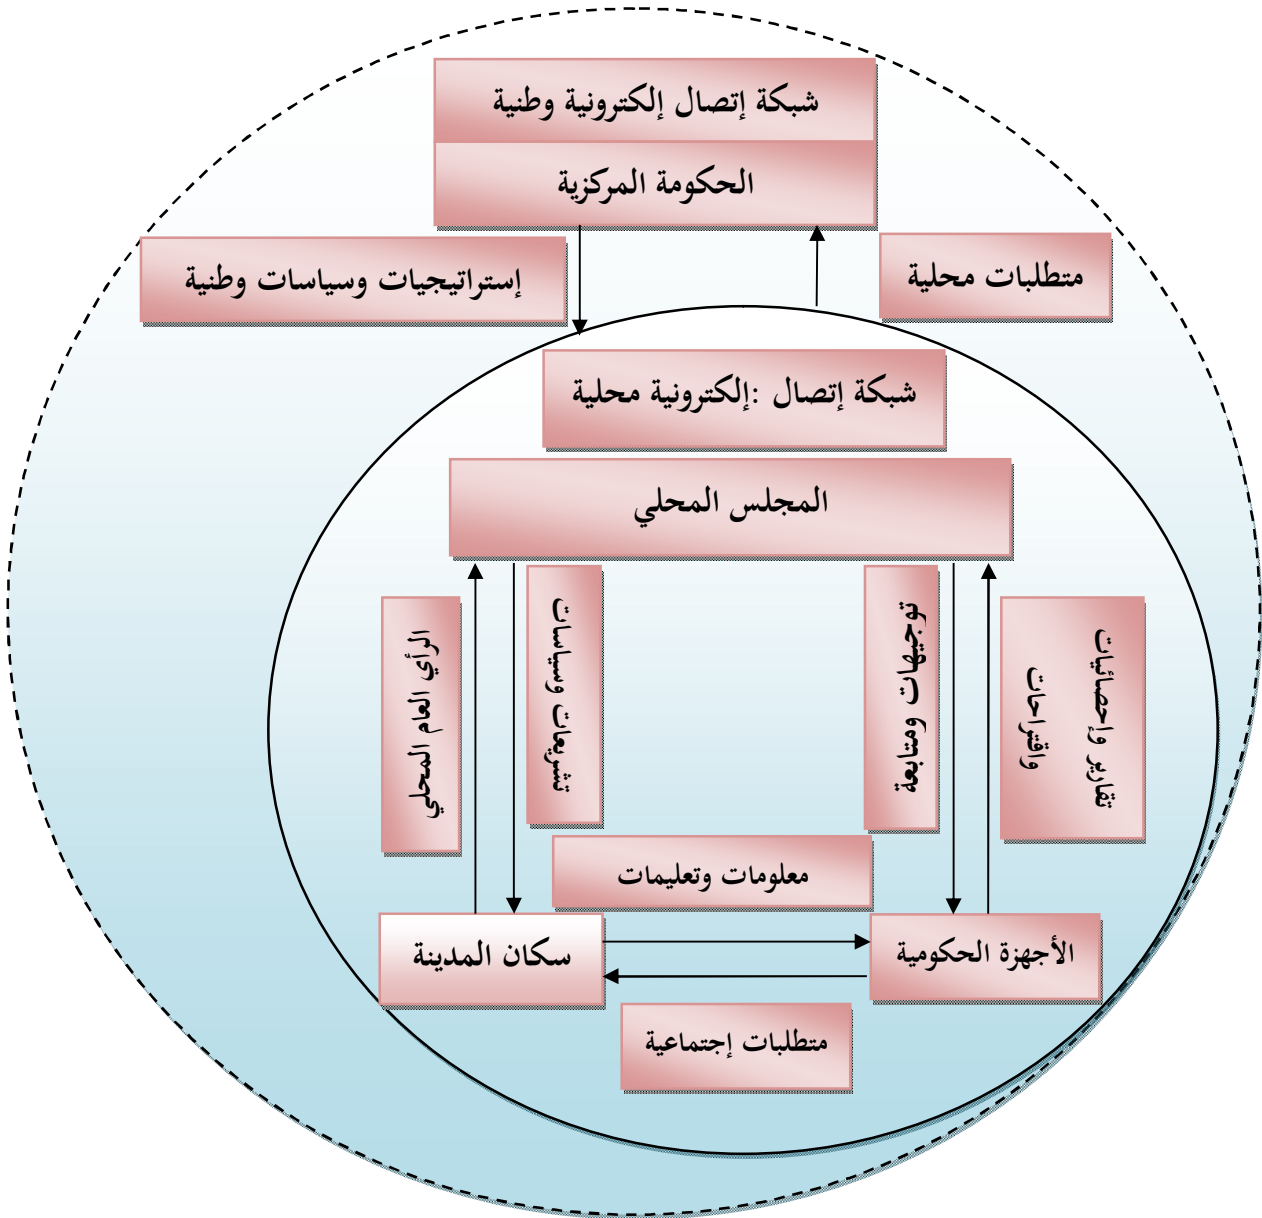 شبكة إتصال إلكترونية وطنية
الحكومة المركزية
متطلبات محلية
إستراتيجيات وسياسات وطنية
شبكة إتصال :إلكترونية محلية
المجلس المحلي
تقارير وإحصائيات
واقتراحات
توجيتهات ومتابعة
تشريعات وسياسات
الرأي العام المحلي
معلومات وتعليمات
الأجهزة الحكومية
سكان المدينة
متطلبات إجتماعية